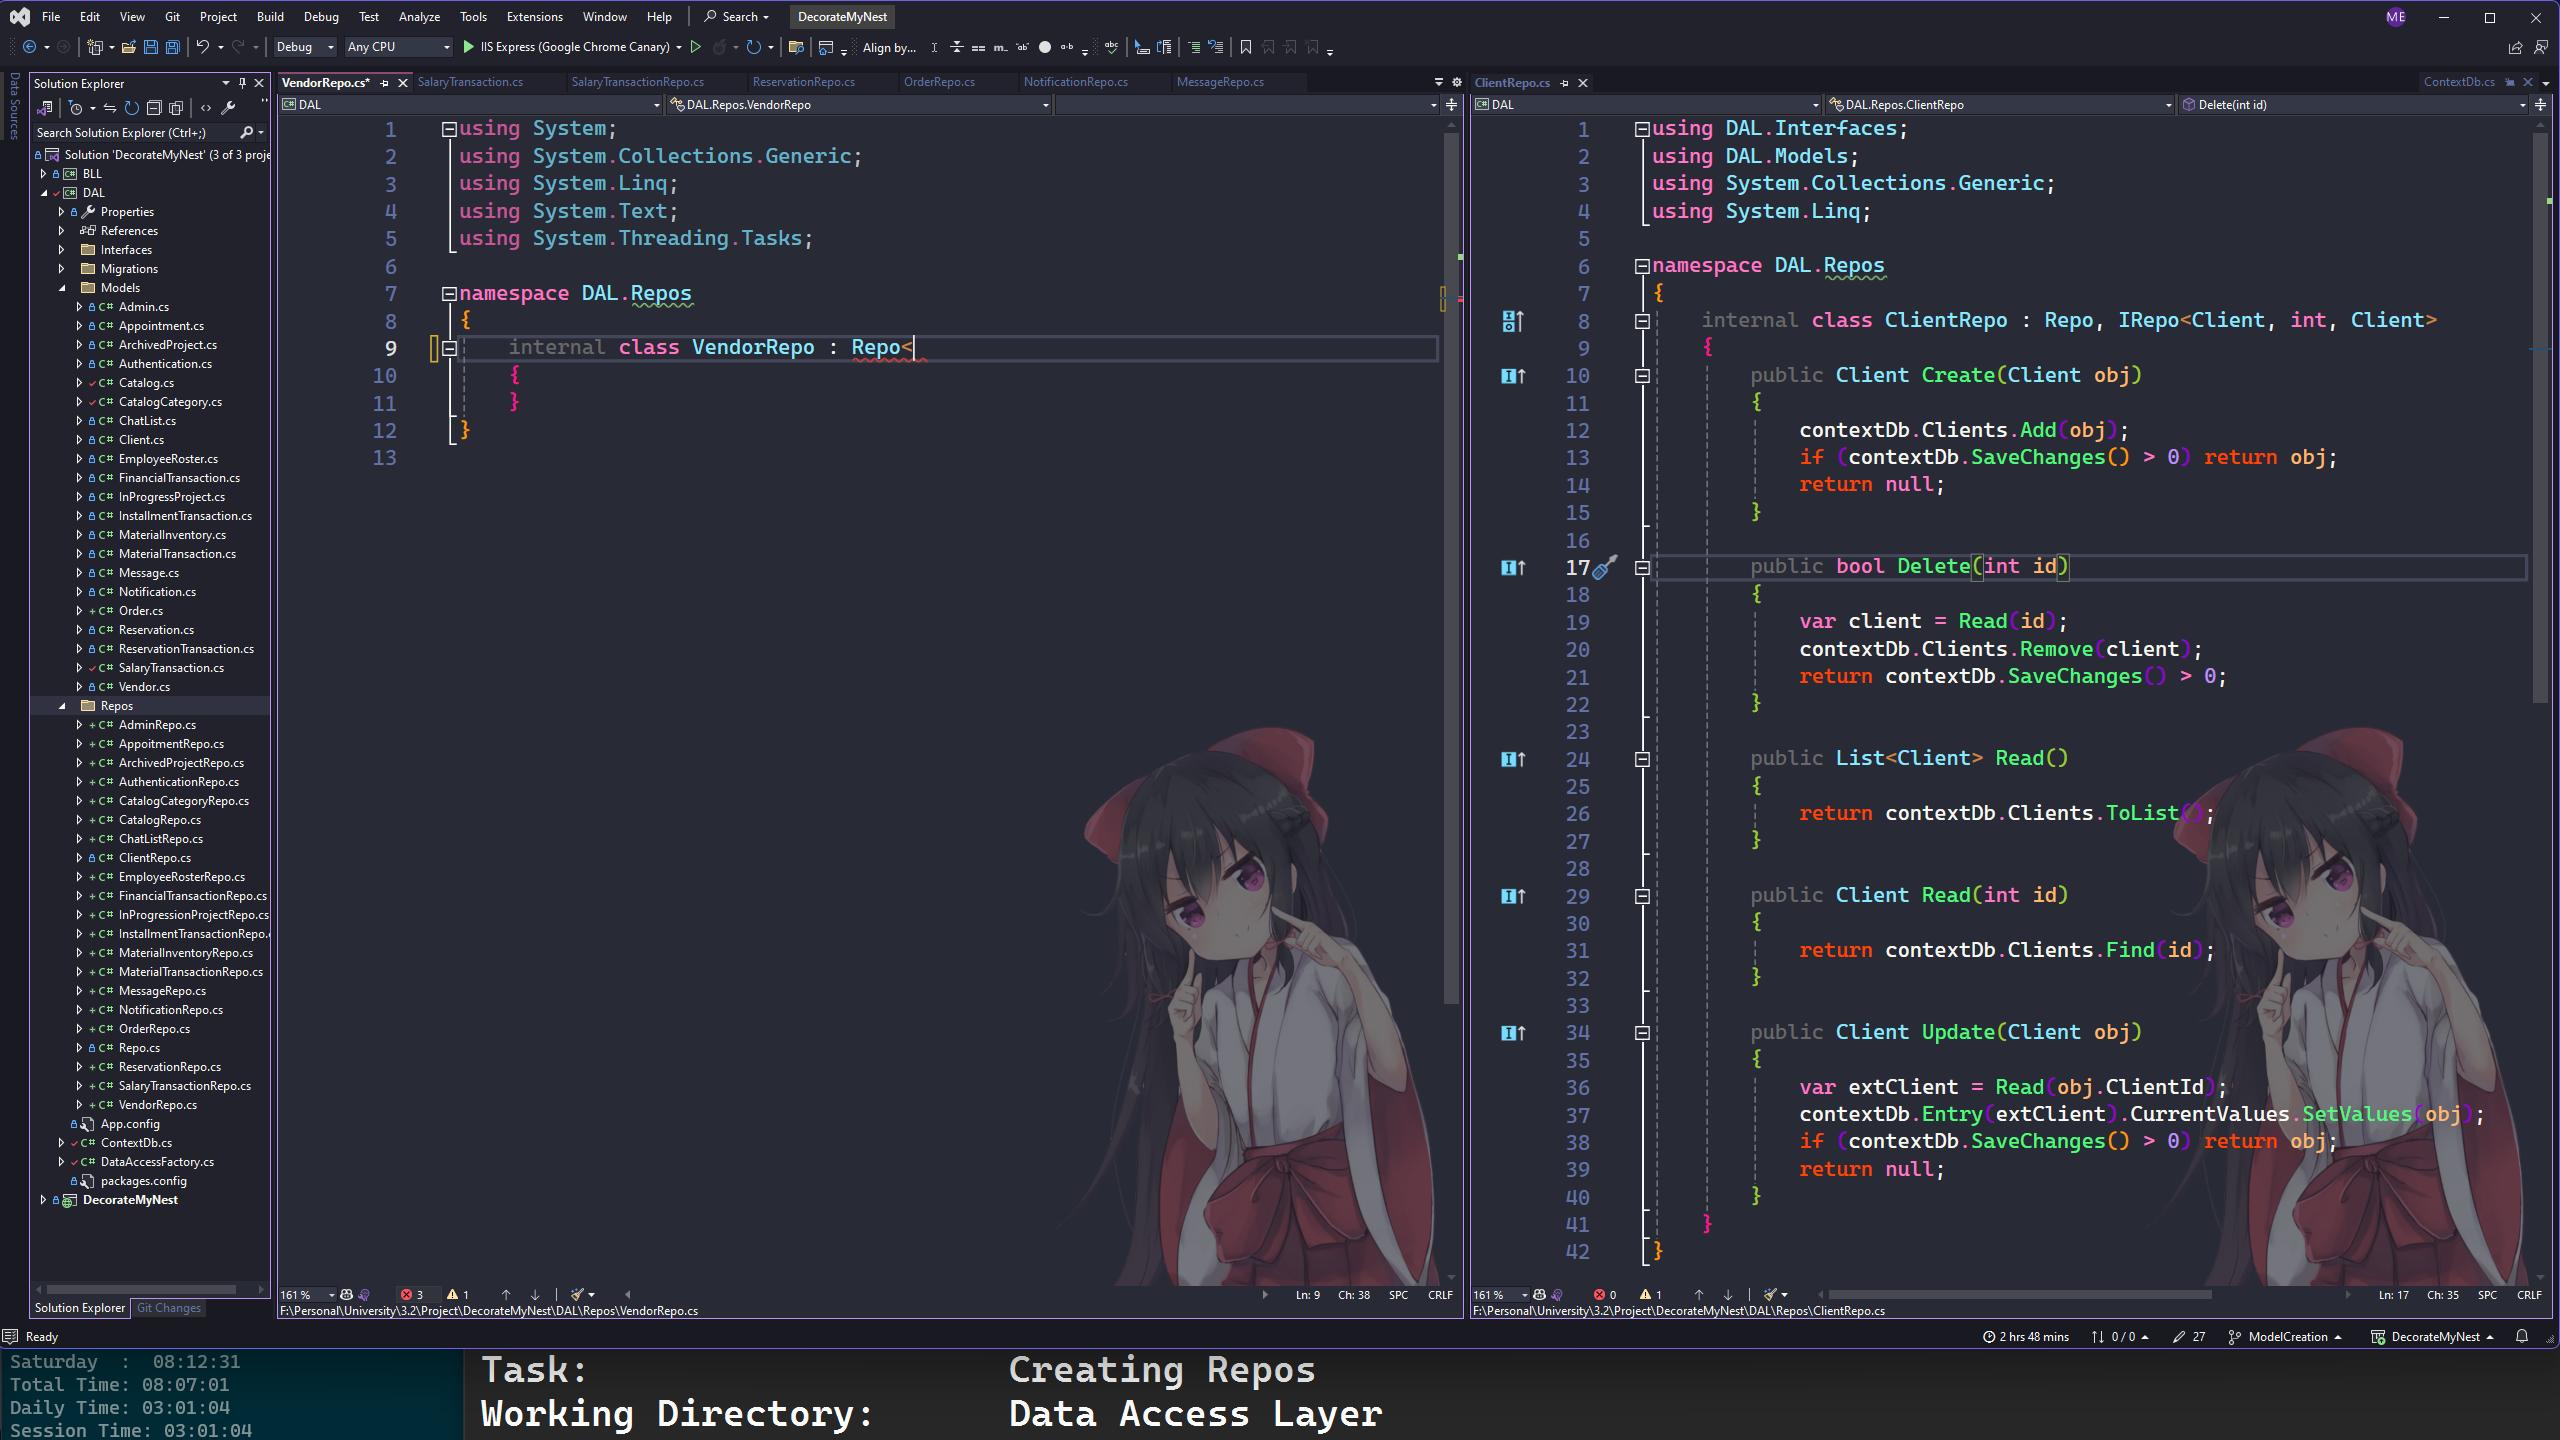 File Edit View Git Project Build Debug Test Analyze Tools Extensions Window Help Search DecorateMyNest ME
Debug Any CPU IIS Express (Google Chrome Canary) Align by...
Data Sources
Solution Explorer
Search Solution Explorer (Ctrl+;)
Solution 'DecorateMyNest' (3 of 3 proje
BLL
DAL
Properties
References
Interfaces
Migrations
Models
Admin.cs
Appointment.cs
ArchivedProject.cs
Authentication.cs
Catalog.cs
CatalogCategory.cs
ChatList.cs
Client.cs
EmployeeRoster.cs
FinancialTransaction.cs
InProgressProject.cs
InstallmentTransaction.cs
MaterialInventory.cs
MaterialTransaction.cs
Message.cs
Notification.cs
Order.cs
Reservation.cs
ReservationTransaction.cs
SalaryTransaction.cs
Vendor.cs
Repos
AdminRepo.cs
AppoitmentRepo.cs
ArchivedProjectRepo.cs
AuthenticationRepo.cs
CatalogCategoryRepo.cs
CatalogRepo.cs
ChatListRepo.cs
ClientRepo.cs
EmployeeRosterRepo.cs
FinancialTransactionRepo.cs
InProgressionProjectRepo.cs
InstallmentTransactionRepo.
MaterialInventoryRepo.cs
MaterialTransactionRepo.cs
MessageRepo.cs
NotificationRepo.cs
OrderRepo.cs
Repo.cs
ReservationRepo.cs
SalaryTransactionRepo.cs
VendorRepo.cs
App.config
ContextDb.cs
DataAccessFactory.cs
packages.config
DecorateMyNest
Solution Explorer Git Changes
VendorRepo.cs* SalaryTransaction.cs SalaryTransactionRepo.cs ReservationRepo.cs OrderRepo.cs NotificationRepo.cs MessageRepo.cs
DAL DAL.Repos.VendorRepo
1 using System;
2 using System.Collections.Generic;
3 using System.Linq;
4 using System.Text;
5 using System.Threading.Tasks;
6
7 namespace DAL.Repos
8 {
9 internal class VendorRepo : Repo<
10 {
11 }
12 }
13
161 % 3 1 Ln: 9 Ch: 38 SPC CRLF
F:\Personal\University\3.2\Project\DecorateMyNest\DAL\Repos\VendorRepo.cs
ClientRepo.cs ContextDb.cs
DAL DAL.Repos.ClientRepo Delete(int id)
1 using DAL.Interfaces;
2 using DAL.Models;
3 using System.Collections.Generic;
4 using System.Linq;
5
6 namespace DAL.Repos
7 {
8 internal class ClientRepo : Repo, IRepo<Client, int, Client>
9 {
10 public Client Create(Client obj)
11 {
12 contextDb.Clients.Add(obj);
13 if (contextDb.SaveChanges() > 0) return obj;
14 return null;
15 }
16
17 public bool Delete(int id)
18 {
19 var client = Read(id);
20 contextDb.Clients.Remove(client);
21 return contextDb.SaveChanges() > 0;
22 }
23
24 public List<Client> Read()
25 {
26 return contextDb.Clients.ToList();
27 }
28
29 public Client Read(int id)
30 {
31 return contextDb.Clients.Find(id);
32 }
33
34 public Client Update(Client obj)
35 {
36 var extClient = Read(obj.ClientId);
37 contextDb.Entry(extClient).CurrentValues.SetValues(obj);
38 if (contextDb.SaveChanges() > 0) return obj;
39 return null;
40 }
41 }
42 }
161 % 0 1 Ln: 17 Ch: 35 SPC CRLF
F:\Personal\University\3.2\Project\DecorateMyNest\DAL\Repos\ClientRepo.cs
Ready 2 hrs 48 mins 0 / 0 27 ModelCreation DecorateMyNest
Saturday : 08:12:31
Total Time: 08:07:01
Daily Time: 03:01:04
Session Time: 03:01:04
Task: Creating Repos
Working Directory: Data Access Layer